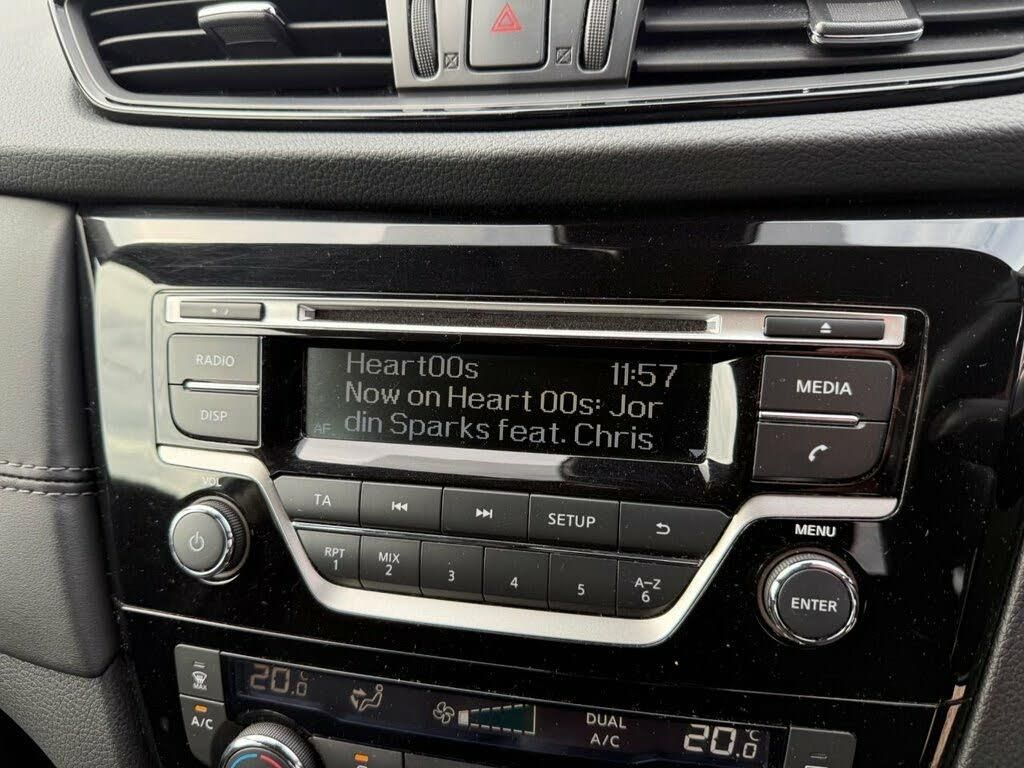 RADIO
DISP
Heart00s 11:57
Now on Heart 00s: Jor
AF din Sparks feat. Chris
MEDIA
VOL
TA
SETUP
MENU
RPT
1
MIX
2
3
4
5
A-Z
6
ENTER
MAX
A/C
20.0°C
DUAL
A/C
20.0°C